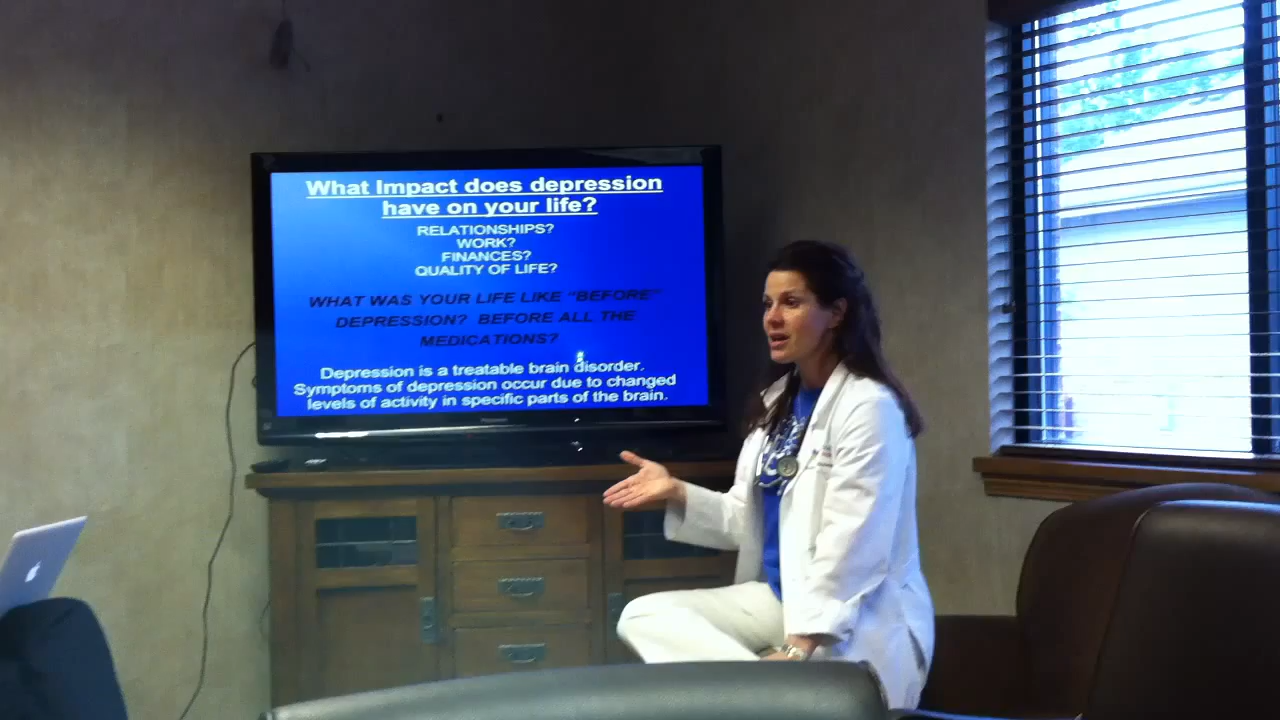 What Impact does depression
have on your life?
RELATIONSHIPS?
WORK?
FINANCES?
QUALITY OF LIFE?
WHAT WAS YOUR LIFE LIKE "BEFORE"
DEPRESSION? BEFORE ALL THE
MEDICATIONS?
Depression is a treatable brain disorder.
Symptoms of depression occur due to changed
levels of activity in specific parts of the brain.